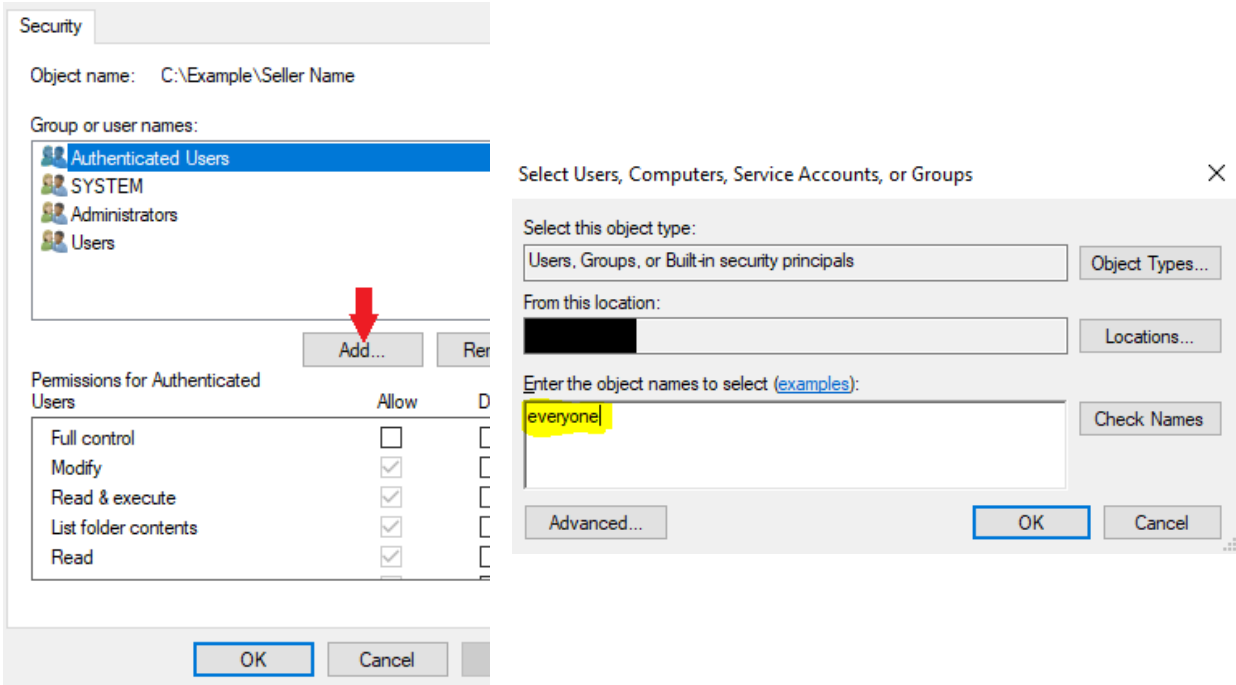 Security
Object name: C:\Example\Seller Name
Group or user names:
Authenticated Users
SYSTEM
Administrators
Users
Add...
Permissions for Authenticated
Users Allow
Full control
Modify
Read & execute
List folder contents
Read
OK Cancel
Select Users, Computers, Service Accounts, or Groups
Select this object type:
Users, Groups, or Built-in security principals Object Types...
From this location:
Locations...
Enter the object names to select (examples):
everyone Check Names
Advanced... OK Cancel